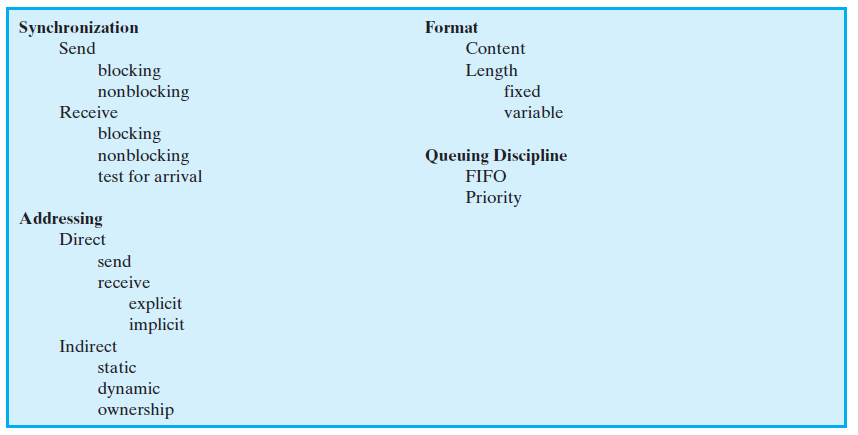 Synchronization
Send
blocking
nonblocking
Receive
blocking
nonblocking
test for arrival
Addressing
Direct
send
receive
explicit
implicit
Indirect
static
dynamic
ownership
Format
Content
Length
fixed
variable
Queuing Discipline
FIFO
Priority